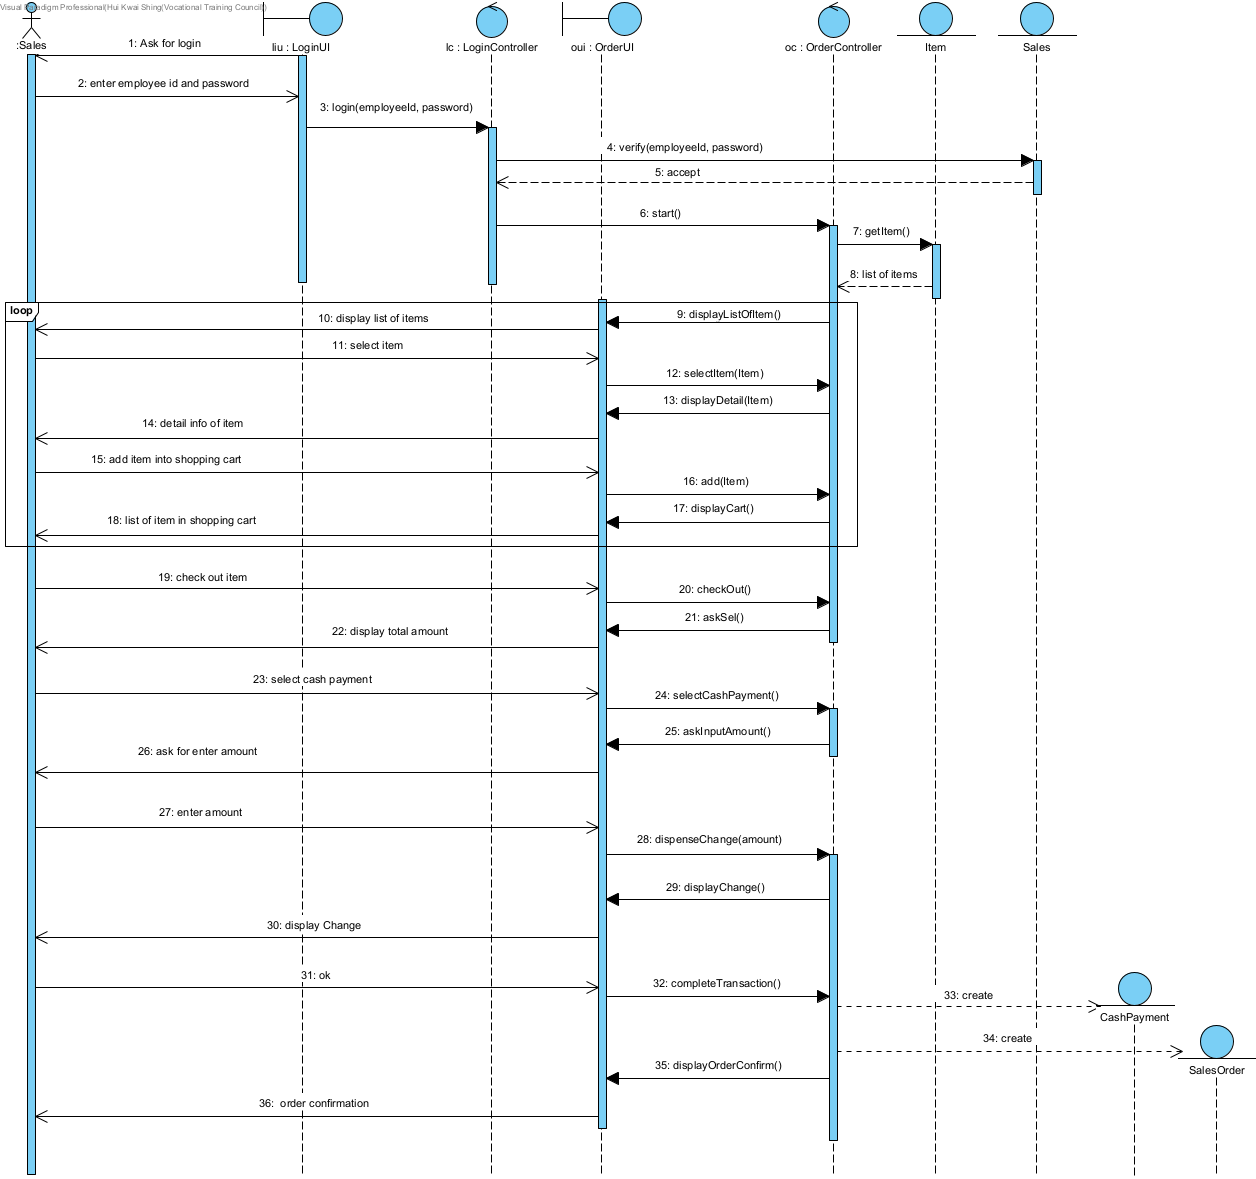 Visual Paradigm Professional(Hui Kwai Shing(Vocational Training Council))
:Sales
liu : LoginUI
lc : LoginController
oui : OrderUI
oc : OrderController
Item
Sales
1: Ask for login
2: enter employee id and password
3: login(employeeId, password)
4: verify(employeeId, password)
5: accept
6: start()
7: getItem()
8: list of items
loop
9: displayListOfItem()
10: display list of items
11: select item
12: selectItem(Item)
13: displayDetail(Item)
14: detail info of item
15: add item into shopping cart
16: add(Item)
17: displayCart()
18: list of item in shopping cart
19: check out item
20: checkOut()
21: askSel()
22: display total amount
23: select cash payment
24: selectCashPayment()
25: askInputAmount()
26: ask for enter amount
27: enter amount
28: dispenseChange(amount)
29: displayChange()
30: display Change
31: ok
32: completeTransaction()
33: create
CashPayment
34: create
SalesOrder
35: displayOrderConfirm()
36:  order confirmation